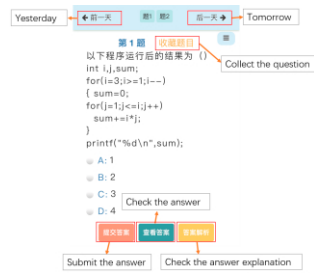 Yesterday
← 前一天
题1 题2
后一天 →
Tomorrow
题
第 1 题 收藏题目
Collect the question
以下程序运行后的结果为（）
int i,j,sum;
for(i=3;i>=1;i--)
{ sum=0;
for(j=1;j<=i;j++)
sum+=i*j;
}
printf("%d\n",sum);
A: 1
B: 2
C: 3
D: 4
Check the answer
提交答案 查看答案 答案解析
Submit the answer
Check the answer explanation